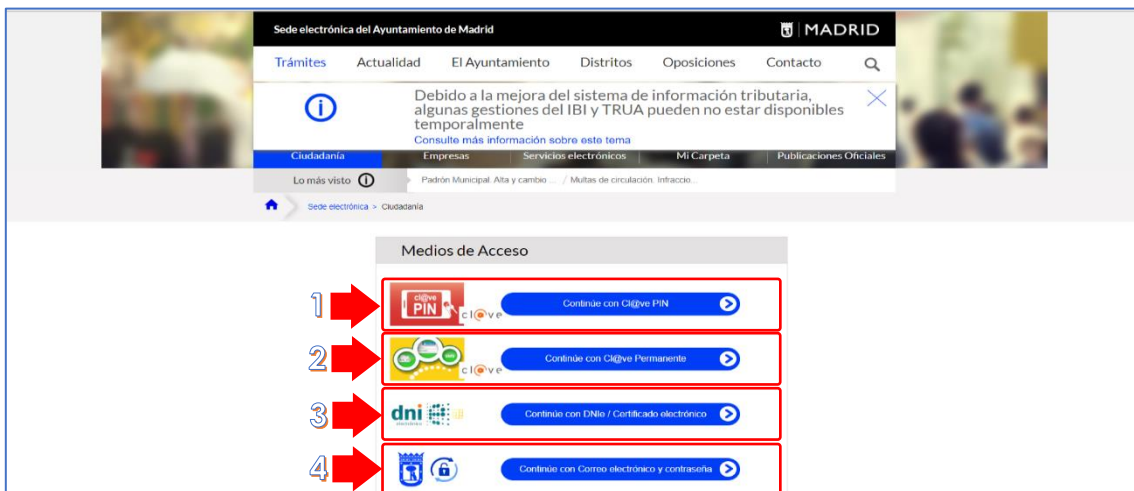 Sede electrónica del Ayuntamiento de Madrid
MADRID
Trámites Actualidad El Ayuntamiento Distritos Oposiciones Contacto
Debido a la mejora del sistema de información tributaria,
algunas gestiones del IBI y TRUA pueden no estar disponibles
temporalmente
Consulte más información sobre este tema
Ciudadanía Empresas Servicios electrónicos Mi Carpeta Publicaciones Oficiales
Lo más visto Padrón Municipal. Alta y cambio ... / Multas de circulación. Infraccio...
Sede electrónica > Ciudadanía
Medios de Acceso
1 cl@ve PIN cl@ve Continúe con Cl@ve PIN
2 cl@ve Continúe con Cl@ve Permanente
3 dni electrónico Continúe con DNIe / Certificado electrónico
4 Continúe con Correo electrónico y contraseña